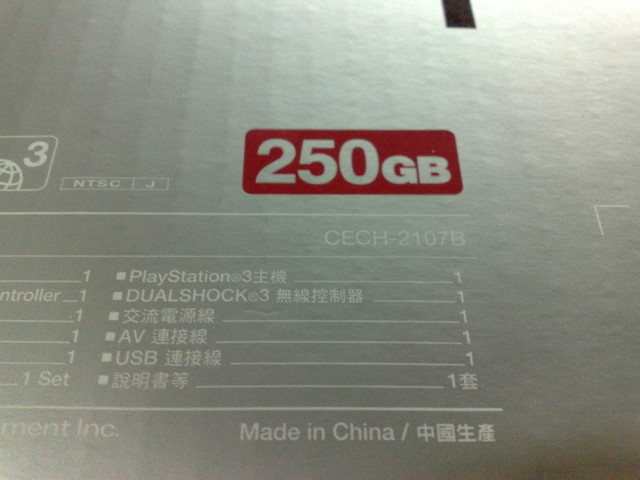 3
NTSC J
250GB
CECH-2107B
1 ■PlayStation®3主機 1
ntroller 1 ■DUALSHOCK®3 無線控制器 1
1 ■交流電源線 1
1 ■AV 連接線 1
1 ■USB 連接線 1
1 Set ■說明書等 1套
ment Inc. Made in China / 中國生產